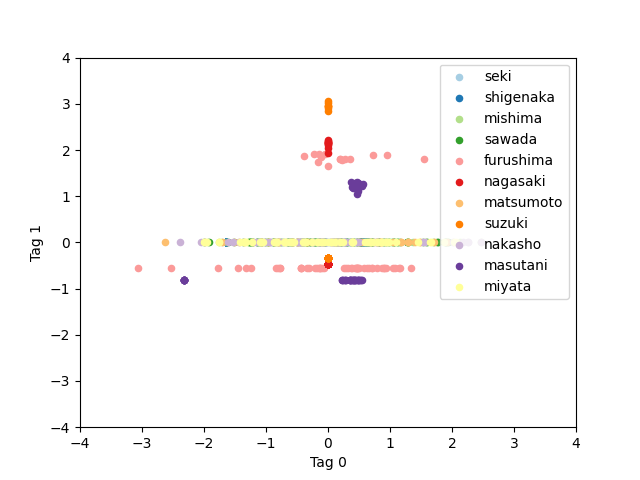 4
3
2
1
0
−1
−2
−3
−4
Tag 1
−4 −3 −2 −1 0 1 2 3 4
Tag 0
seki
shigenaka
mishima
sawada
furushima
nagasaki
matsumoto
suzuki
nakasho
masutani
miyata